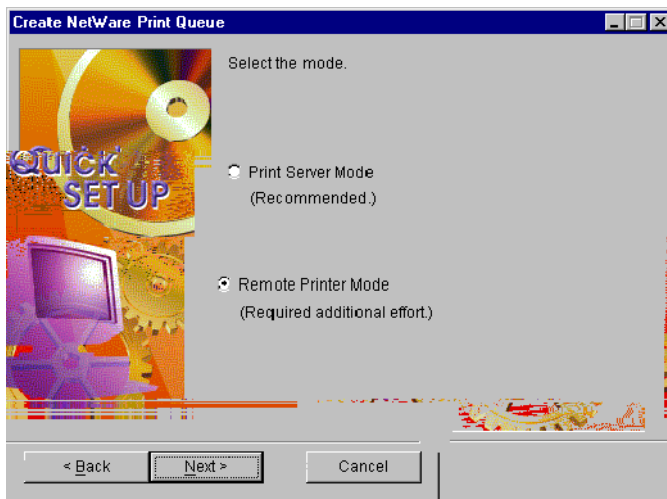 Create NetWare Print Queue
Select the mode.
QUICK
SET UP
Print Server Mode
(Recommended.)
Remote Printer Mode
(Required additional effort.)
< Back
Next >
Cancel